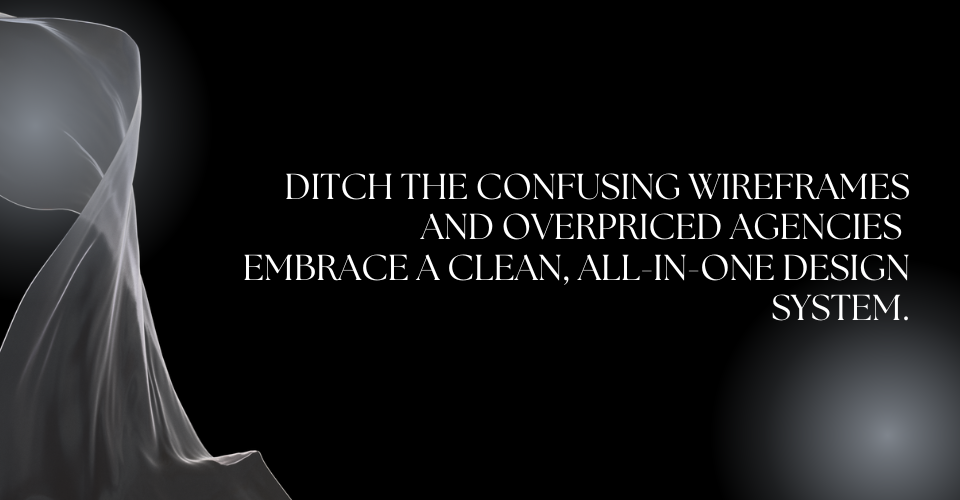 DITCH THE CONFUSING WIREFRAMES
AND OVERPRICED AGENCIES
EMBRACE A CLEAN, ALL-IN-ONE DESIGN
SYSTEM.